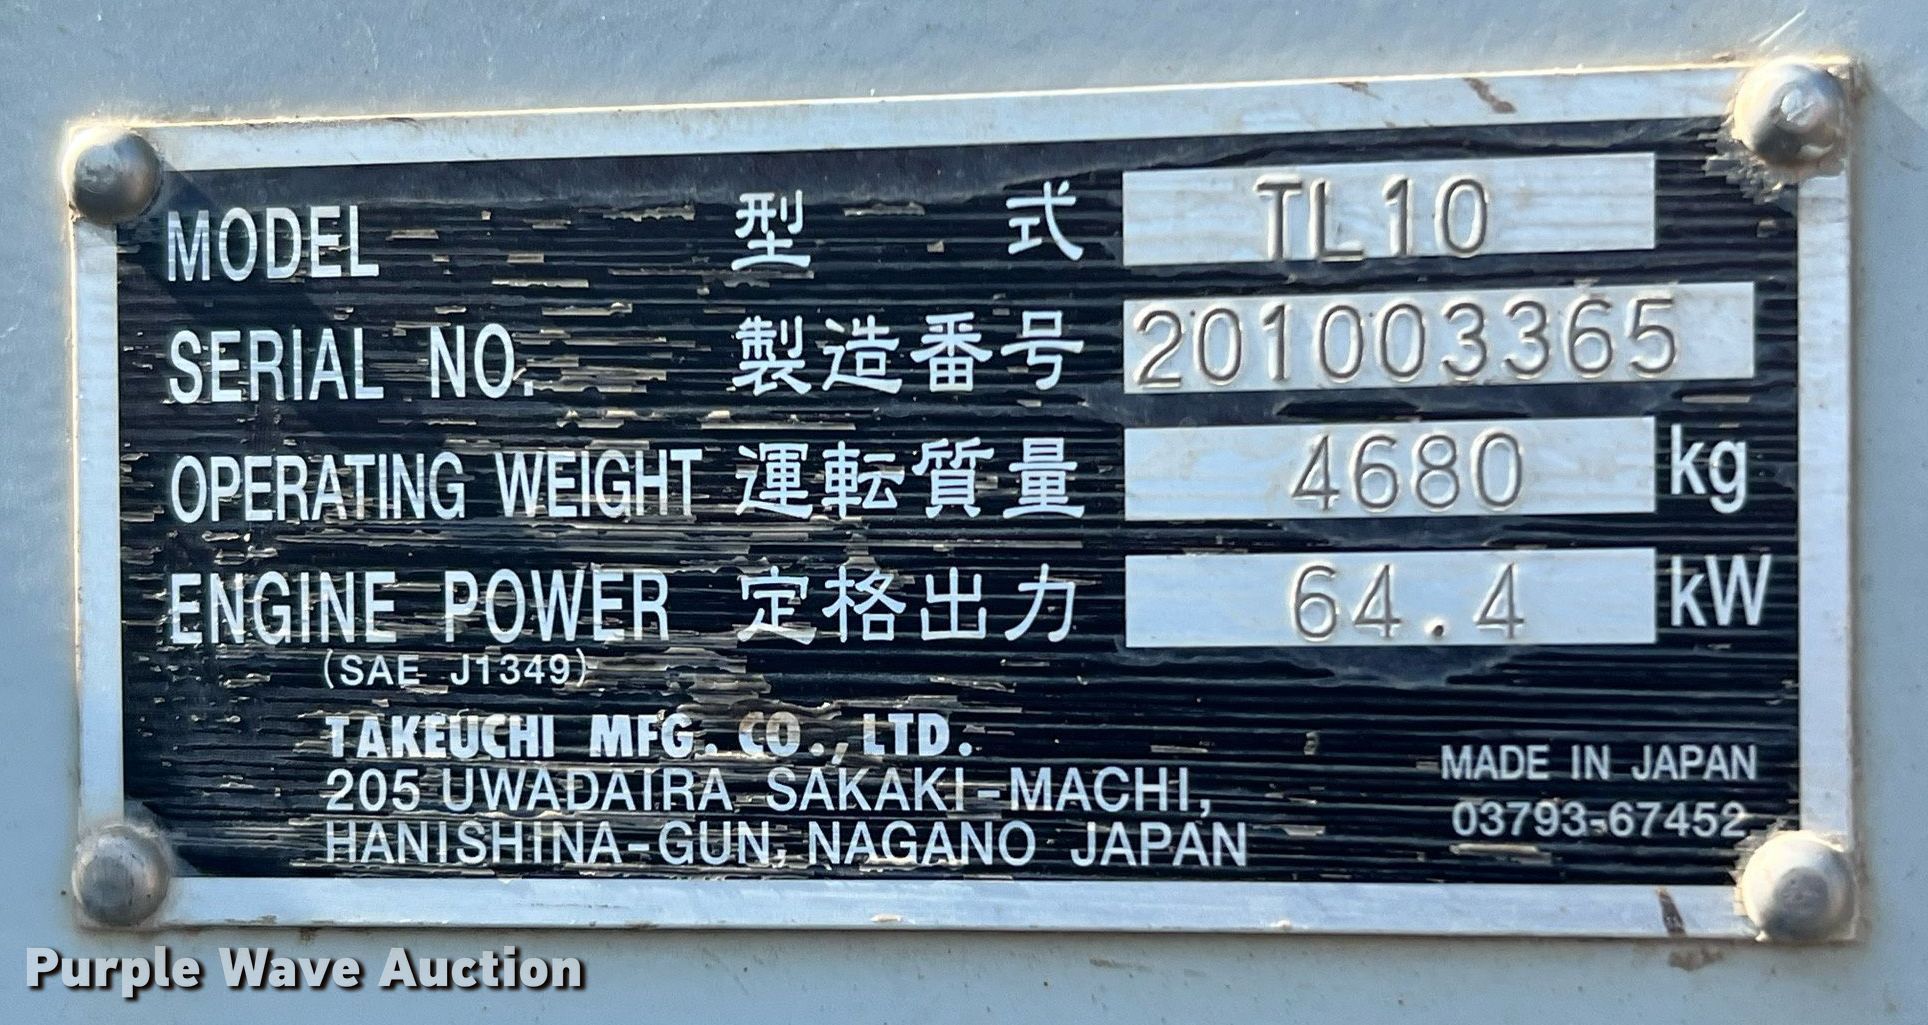 MODEL 型式 TL10
SERIAL NO. 製造番号 201003365
OPERATING WEIGHT 運転質量 4680 kg
ENGINE POWER 定格出力 64.4 kW
(SAE J1349)
TAKEUCHI MFG. CO., LTD.
205 UWADAIRA SAKAKI-MACHI,
HANISHINA-GUN, NAGANO JAPAN
MADE IN JAPAN
03793-67452
Purple Wave Auction